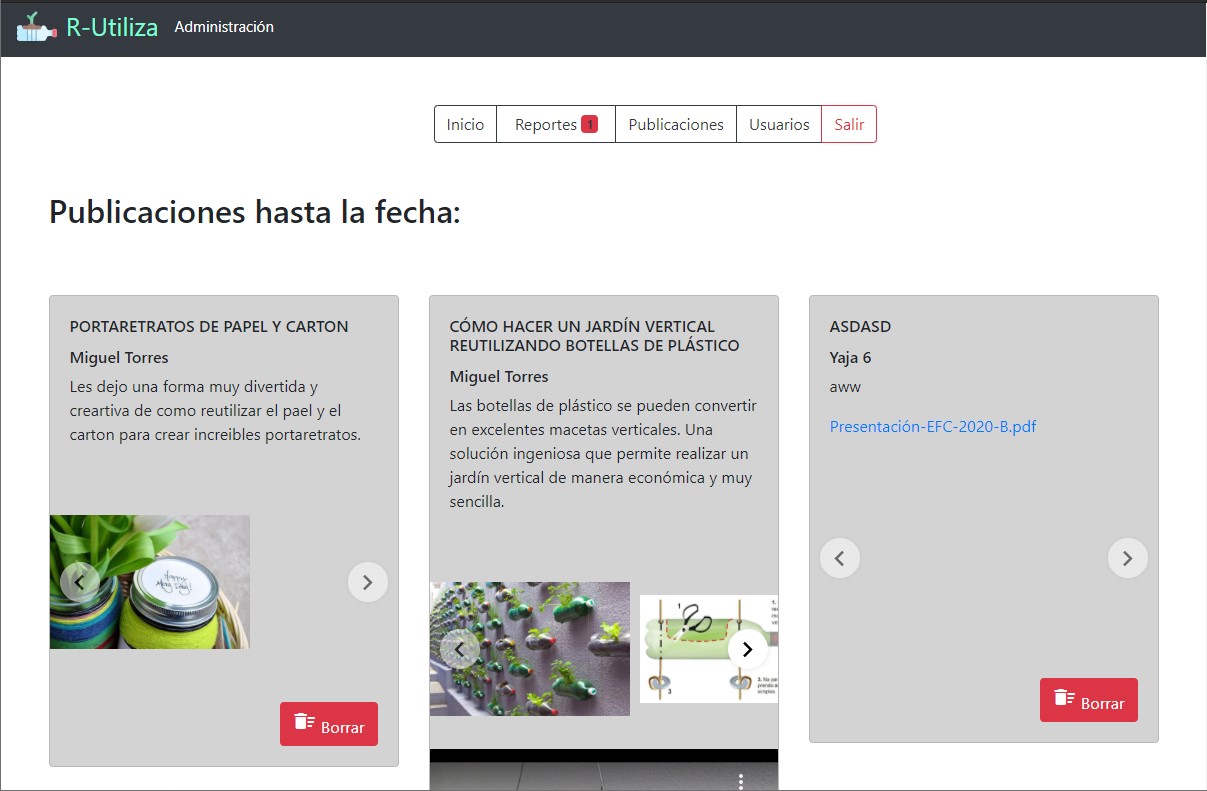 R-Utiliza Administración
Inicio Reportes 1 Publicaciones Usuarios Salir
Publicaciones hasta la fecha:
PORTARETRATOS DE PAPEL Y CARTON
Miguel Torres
Les dejo una forma muy divertida y
creartiva de como reutilizar el pael y el
carton para crear increibles portaretratos.
Borrar
CÓMO HACER UN JARDÍN VERTICAL
REUTILIZANDO BOTELLAS DE PLÁSTICO
Miguel Torres
Las botellas de plástico se pueden convertir
en excelentes macetas verticales. Una
solución ingeniosa que permite realizar un
jardín vertical de manera económica y muy
sencilla.
1
3
ASDASD
Yaja 6
aww
Presentación-EFC-2020-B.pdf
Borrar